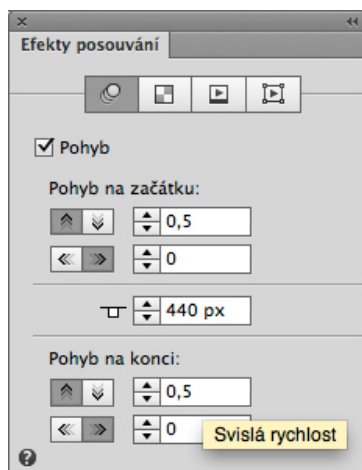 Efekty posouvání
Pohyb
Pohyb na začátku:
0,5
0
440 px
Pohyb na konci:
0,5
0
Svislá rychlost